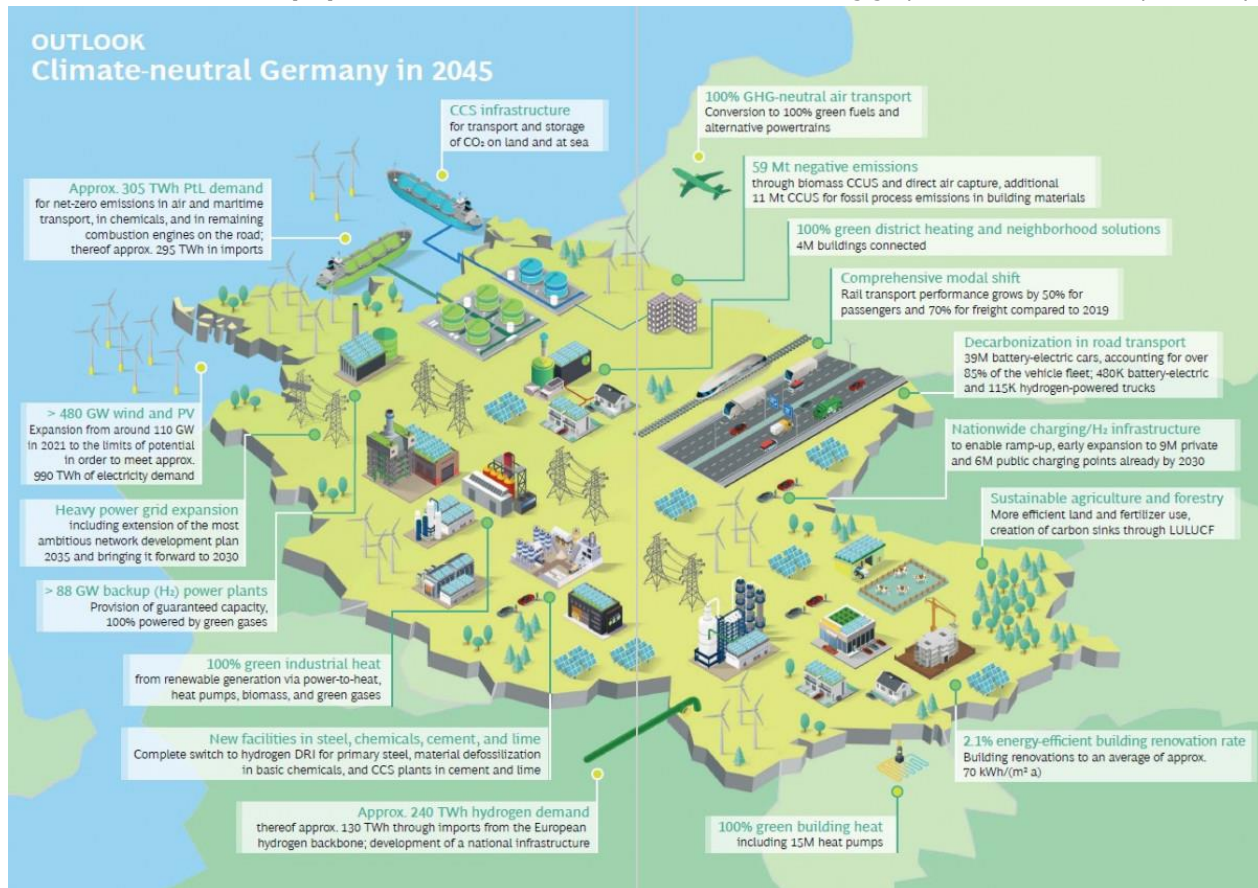 OUTLOOK
Climate-neutral Germany in 2045
CCS infrastructure
for transport and storage
of CO₂ on land and at sea
100% GHG-neutral air transport
Conversion to 100% green fuels and
alternative powertrains
59 Mt negative emissions
through biomass CCUS and direct air capture, additional
11 Mt CCUS for fossil process emissions in building materials
Approx. 305 TWh PtL demand
for net-zero emissions in air and maritime
transport, in chemicals, and in remaining
combustion engines on the road;
thereof approx. 295 TWh in imports
100% green district heating and neighborhood solutions
4M buildings connected
Comprehensive modal shift
Rail transport performance grows by 50% for
passengers and 70% for freight compared to 2019
Decarbonization in road transport
39M battery-electric cars, accounting for over
85% of the vehicle fleet; 480K battery-electric
and 115K hydrogen-powered trucks
> 480 GW wind and PV
Expansion from around 110 GW
in 2021 to the limits of potential
in order to meet approx.
990 TWh of electricity demand
Nationwide charging/H₂ infrastructure
to enable ramp-up, early expansion to 9M private
and 6M public charging points already by 2030
Heavy power grid expansion
including extension of the most
ambitious network development plan
2035 and bringing it forward to 2030
Sustainable agriculture and forestry
More efficient land and fertilizer use,
creation of carbon sinks through LULUCF
> 88 GW backup (H₂) power plants
Provision of guaranteed capacity,
100% powered by green gases
100% green industrial heat
from renewable generation via power-to-heat,
heat pumps, biomass, and green gases
New facilities in steel, chemicals, cement, and lime
Complete switch to hydrogen DRI for primary steel, material defossilization
in basic chemicals, and CCS plants in cement and lime
2.1% energy-efficient building renovation rate
Building renovations to an average of approx.
70 kWh/(m² a)
Approx. 240 TWh hydrogen demand
thereof approx. 130 TWh through imports from the European
hydrogen backbone; development of a national infrastructure
100% green building heat
including 15M heat pumps